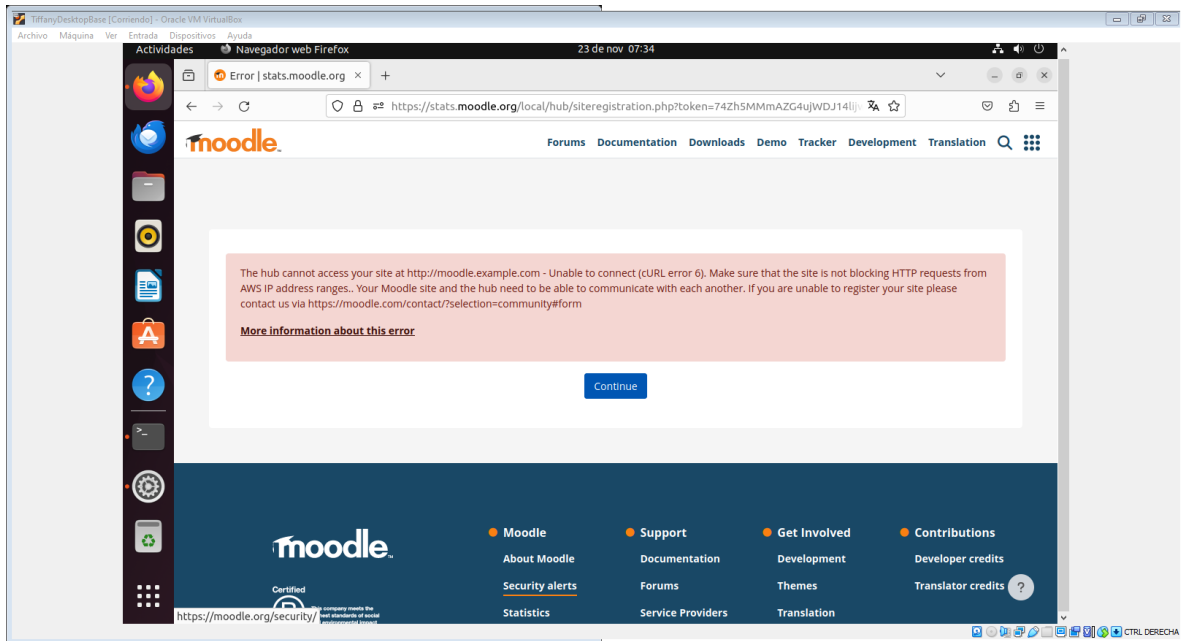 TiffanyDesktopBase [Corriendo] - Oracle VM VirtualBox
Archivo Máquina Ver Entrada Dispositivos Ayuda
Actividades Navegador web Firefox 23 de nov 07:34
Error | stats.moodle.org
https://stats.moodle.org/local/hub/siteregistration.php?token=74Zh5MMmAZG4ujWDJ14lij
moodle
Forums Documentation Downloads Demo Tracker Development Translation
The hub cannot access your site at http://moodle.example.com - Unable to connect (cURL error 6). Make sure that the site is not blocking HTTP requests from
AWS IP address ranges.. Your Moodle site and the hub need to be able to communicate with each another. If you are unable to register your site please
contact us via https://moodle.com/contact/?selection=community#form
More information about this error
Continue
moodle
Moodle Support Get Involved Contributions
About Moodle Documentation Development Developer credits
Security alerts Forums Themes Translator credits ?
Statistics Service Providers Translation
Certified
This company meets the
https://moodle.org/security/
CTRL DERECHA